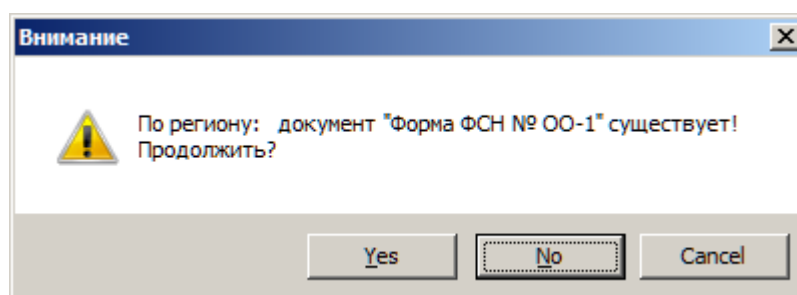 Внимание
По региону: документ "Форма ФСН № ОО-1" существует!
Продолжить?
Yes
No
Cancel